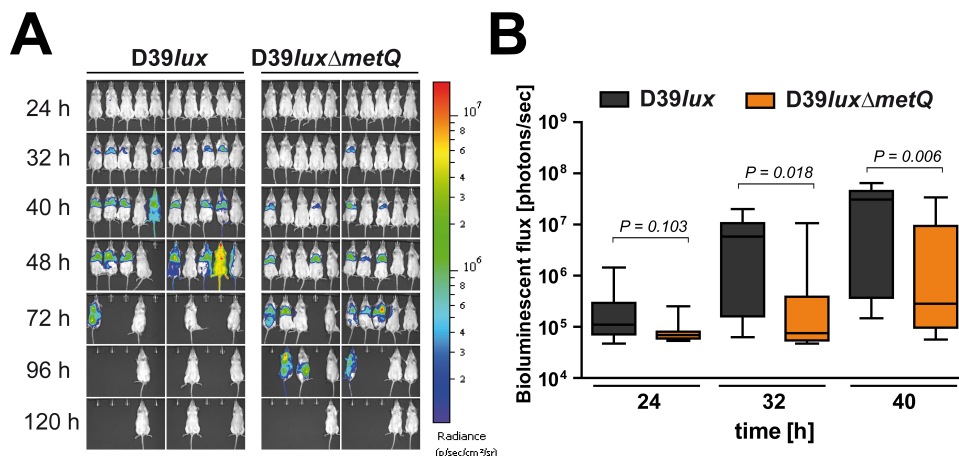 A
D39lux
D39luxΔmetQ
24 h
32 h
40 h
48 h
72 h
96 h
120 h
10⁷
8
6
5
4
3
2
10⁶
8
6
5
4
3
2
Radiance
(p/sec/cm²/sr)
B
D39lux
D39luxΔmetQ
Bioluminescent flux [photons/sec]
10⁹
10⁸
10⁷
10⁶
10⁵
10⁴
P = 0.103
P = 0.018
P = 0.006
24
32
40
time [h]